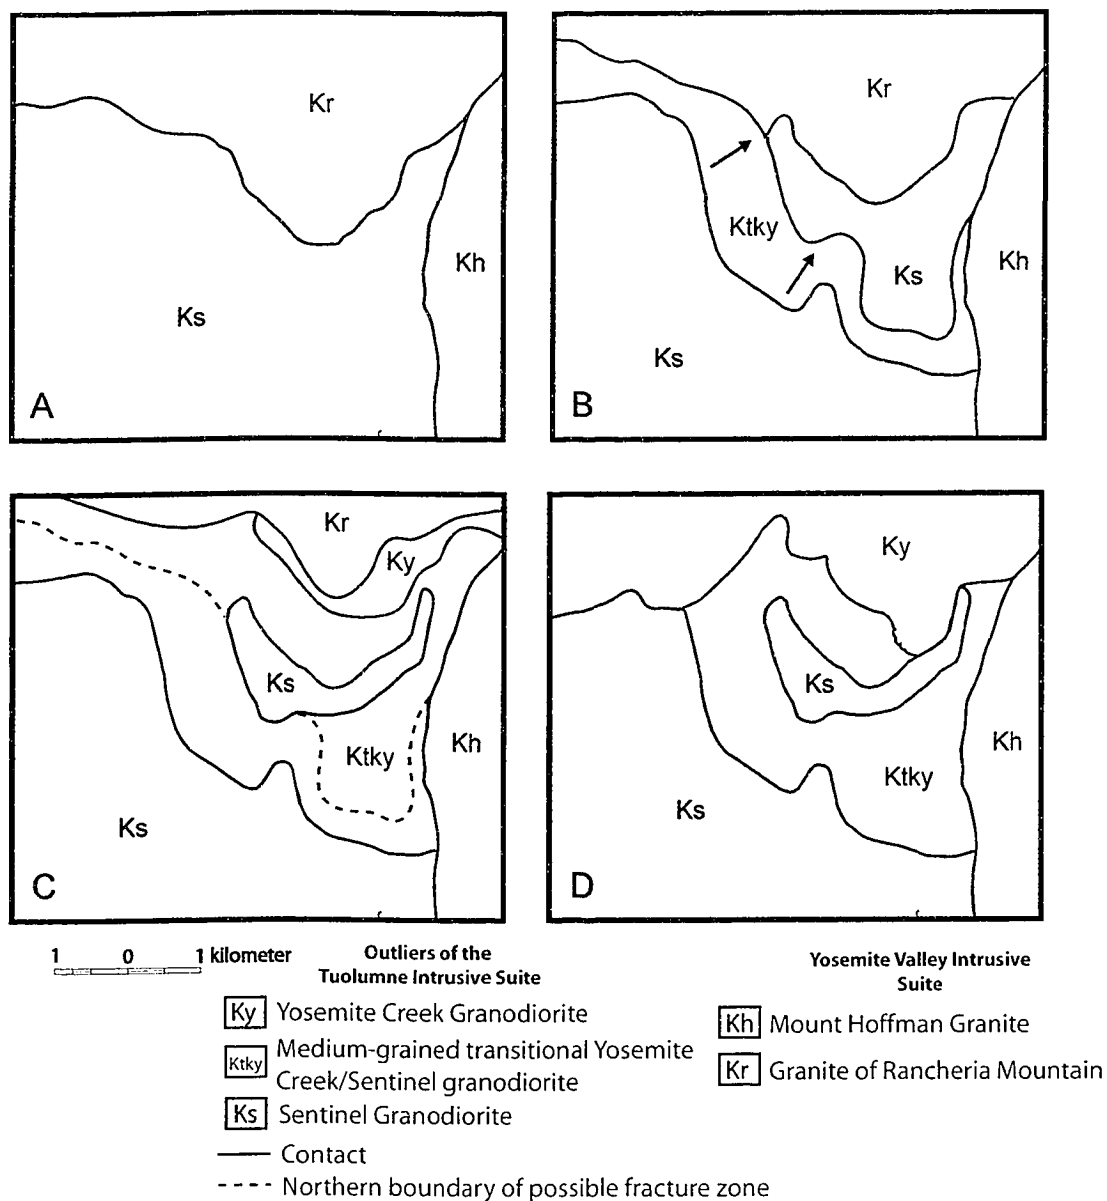 Kr
Kh
Ks
A
Kr
Ktky
Ks
Kh
Ks
B
Kr
Ky
Ks
Ktky
Kh
Ks
C
Ky
Ks
Kh
Ktky
Ks
D
1 0 1 kilometer
Outliers of the
Tuolumne Intrusive Suite
Ky Yosemite Creek Granodiorite
Ktky Medium-grained transitional Yosemite
Creek/Sentinel granodiorite
Ks Sentinel Granodiorite
Contact
Northern boundary of possible fracture zone
Yosemite Valley Intrusive
Suite
Kh Mount Hoffman Granite
Kr Granite of Rancheria Mountain